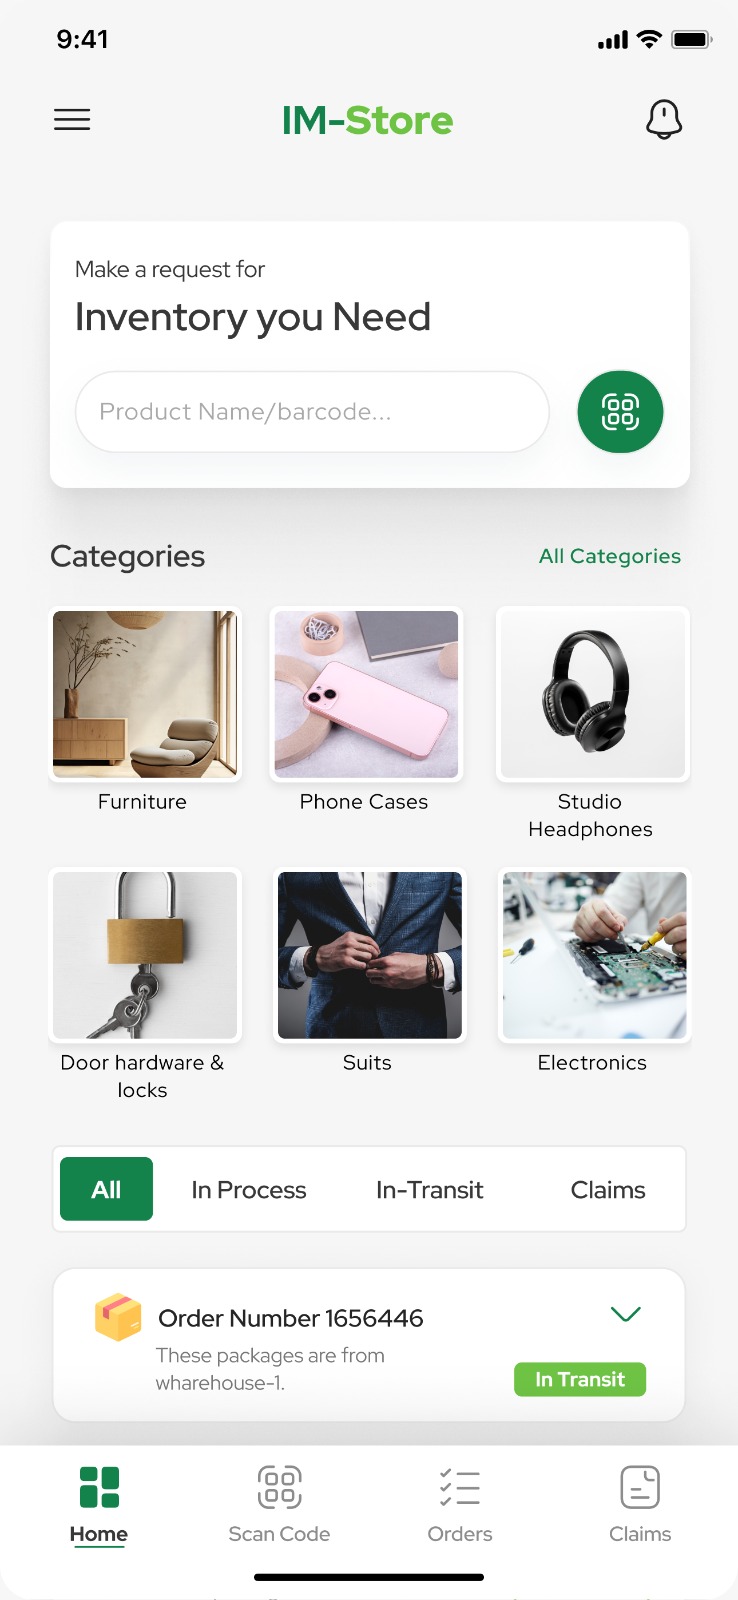 9:41
IM-Store
Make a request for
Inventory you Need
Product Name/barcode...
Categories
All Categories
Furniture
Phone Cases
Studio
Headphones
Door hardware &
locks
Suits
Electronics
All
In Process
In-Transit
Claims
Order Number 1656446
These packages are from
wharehouse-1.
In Transit
Home
Scan Code
Orders
Claims